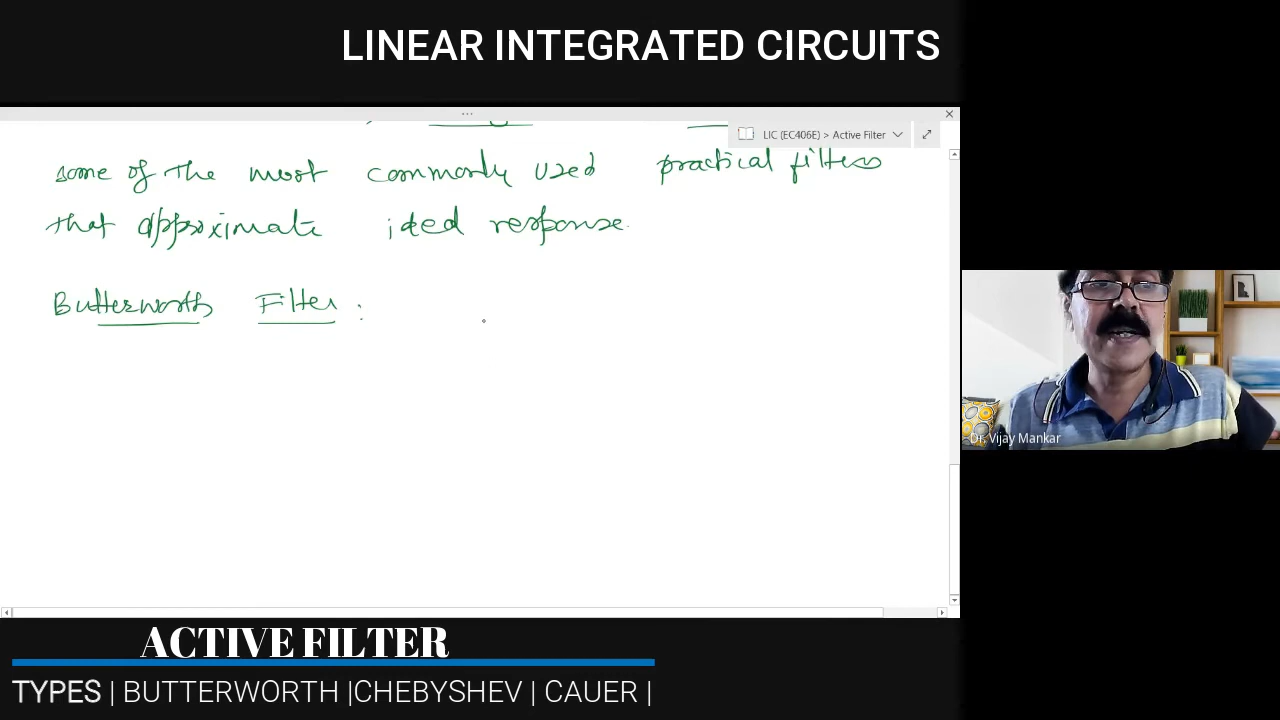 LINEAR INTEGRATED CIRCUITS
LIC (EC406E) > Active Filter
some of the most commonly used practical filters
that approximate ideal response.
Butterworth Filter :
Dr. Vijay Mankar
ACTIVE FILTER
TYPES | BUTTERWORTH |CHEBYSHEV | CAUER |